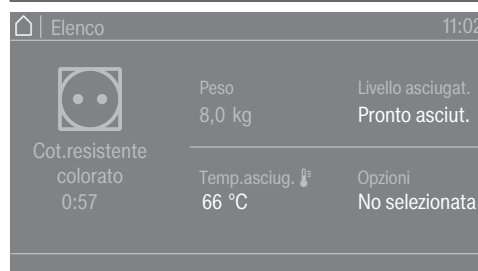 Elenco 11:02
Peso
8,0 kg
Livello asciugat.
Pronto asciut.
Cot.resistente
colorato
0:57
Temp.asciug.
66 °C
Opzioni
No selezionata